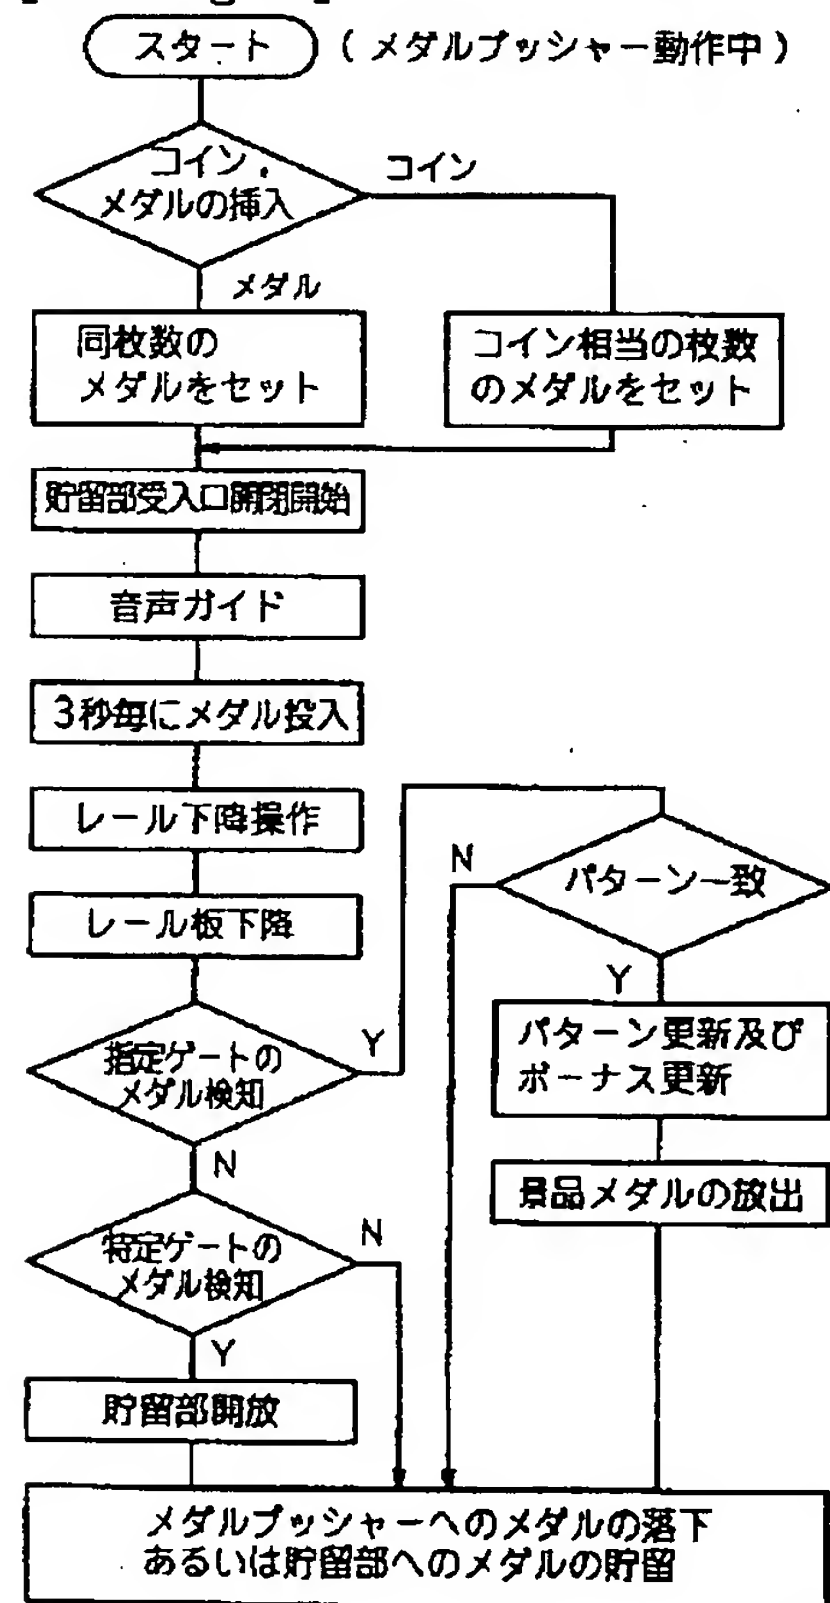 スタート （メダルプッシャー動作中）
コイン,
メダルの挿入
コイン
メダル
同枚数の
メダルをセット
コイン相当の枚数
のメダルをセット
貯留部受入口開閉開始
音声ガイド
3秒毎にメダル投入
レール下降操作
レール板下降
指定ゲートの
メダル検知
Y
N
特定ゲートの
メダル検知
N
Y
貯留部開放
パターン一致
N
Y
パターン更新及び
ボーナス更新
景品メダルの放出
メダルプッシャーへのメダルの落下
あるいは貯留部へのメダルの貯留